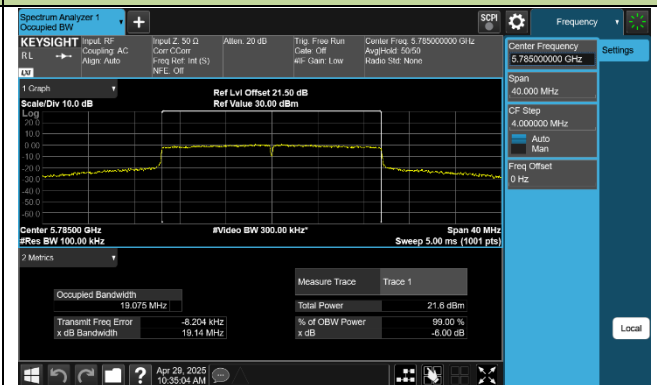 Spectrum Analyzer 1
Occupied BW
SCPI
Frequency
KEYSIGHT
Input: RF
Coupling: AC
Align: Auto
Input Z: 50 Ω
Corr CCorr
Freq Ref: Int (S)
NFE: Off
Atten: 20 dB
Trig: Free Run
Gate: Off
#IF Gain: Low
Center Freq: 5.785000000 GHz
Avg|Hold: 50/50
Radio Std: None
RL
LXI
Center Frequency
5.785000000 GHz
Settings
Span
40.000 MHz
CF Step
4.000000 MHz
Auto
Man
Freq Offset
0 Hz
1 Graph
Scale/Div 10.0 dB
Ref Lvl Offset 21.50 dB
Ref Value 30.00 dBm
Log
20.0
10.0
0.00
-10.0
-20.0
-30.0
-40.0
-50.0
-60.0
Center 5.78500 GHz
#Video BW 300.00 kHz*
Span 40 MHz
#Res BW 100.00 kHz
Sweep 5.00 ms (1001 pts)
2 Metrics
Measure Trace
Trace 1
Occupied Bandwidth
19.075 MHz
Total Power
21.6 dBm
Transmit Freq Error
-8.204 kHz
% of OBW Power
99.00 %
x dB Bandwidth
19.14 MHz
x dB
-6.00 dB
Local
Apr 29, 2025
10:35:04 AM